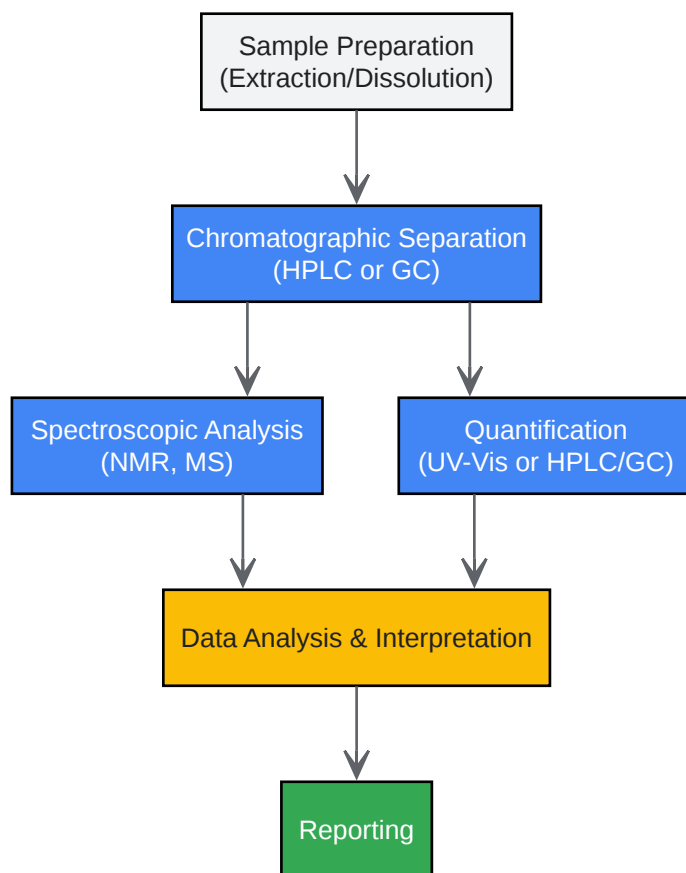 Sample Preparation
(Extraction/Dissolution)
Chromatographic Separation
(HPLC or GC)
Spectroscopic Analysis
(NMR, MS)
Quantification
(UV-Vis or HPLC/GC)
Data Analysis & Interpretation
Reporting